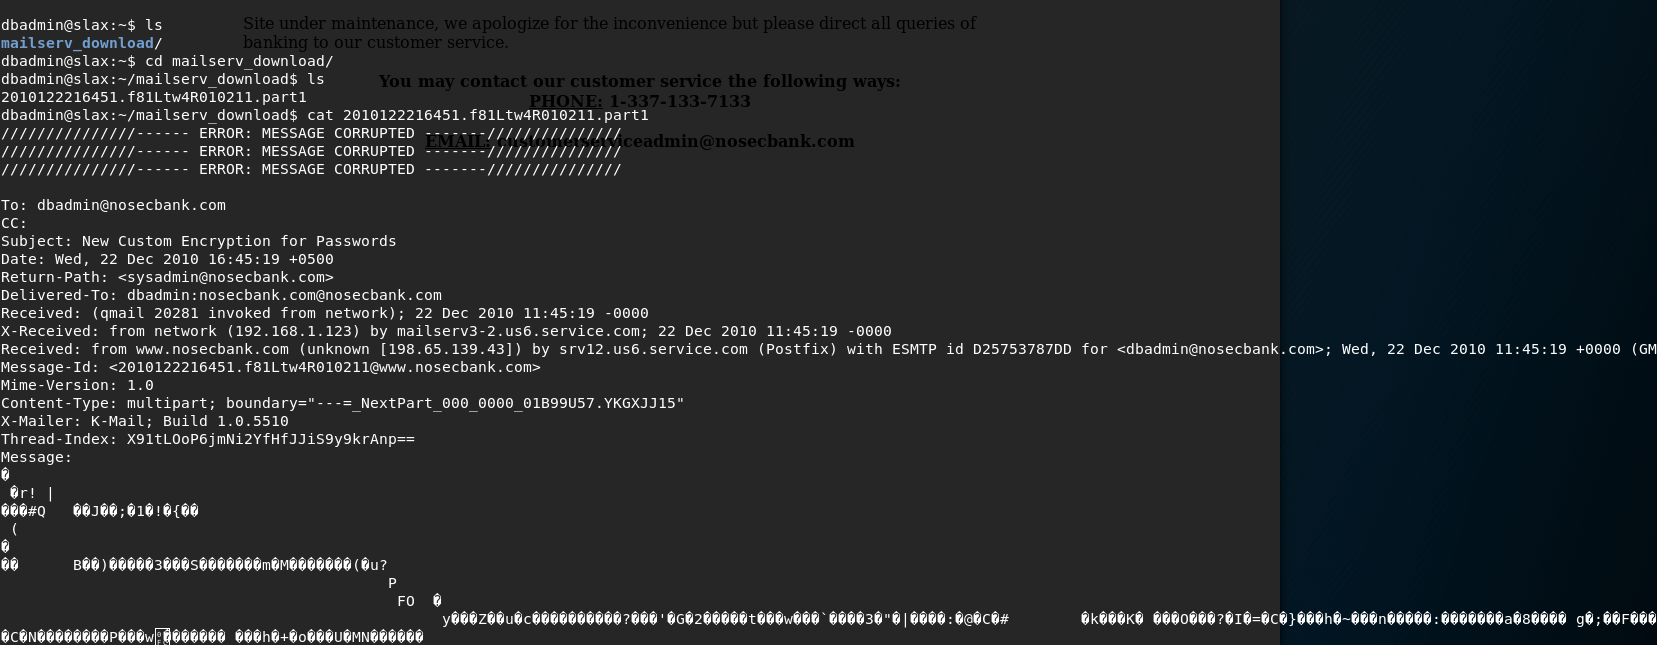 dbadmin@slax:~$ ls
Site under maintenance, we apologize for the inconvenience but please direct all queries of
mailserv_download/
banking to our customer service.
dbadmin@slax:~$ cd mailserv_download/
dbadmin@slax:~/mailserv_download$ ls
You may contact our customer service the following ways:
2010122216451.f81Ltw4R010211.part1
PHONE: 1-337-133-7133
dbadmin@slax:~/mailserv_download$ cat 2010122216451.f81Ltw4R010211.part1
///////////////------ ERROR: MESSAGE CORRUPTED -------///////////////
EMAIL: customerserviceadmin@nosecbank.com
///////////////------ ERROR: MESSAGE CORRUPTED -------///////////////
///////////////------ ERROR: MESSAGE CORRUPTED -------///////////////
To: dbadmin@nosecbank.com
CC:
Subject: New Custom Encryption for Passwords
Date: Wed, 22 Dec 2010 16:45:19 +0500
Return-Path: <sysadmin@nosecbank.com>
Delivered-To: dbadmin:nosecbank.com@nosecbank.com
Received: (qmail 20281 invoked from network); 22 Dec 2010 11:45:19 -0000
X-Received: from network (192.168.1.123) by mailserv3-2.us6.service.com; 22 Dec 2010 11:45:19 -0000
Received: from www.nosecbank.com (unknown [198.65.139.43]) by srv12.us6.service.com (Postfix) with ESMTP id D25753787DD for <dbadmin@nosecbank.com>; Wed, 22 Dec 2010 11:45:19 +0000 (GM
Message-Id: <2010122216451.f81Ltw4R010211@www.nosecbank.com>
Mime-Version: 1.0
Content-Type: multipart; boundary="---=_NextPart_000_0000_01B99U57.YKGXJJ15"
X-Mailer: K-Mail; Build 1.0.5510
Thread-Index: X91tLOoP6jmNi2YfHfJJiS9y9krAnp==
Message:
�
�r! |
���#Q ��J��;�1�!�{��
(
�
�� B��)�����3���S�������m�M�������(�u?
P
FO �